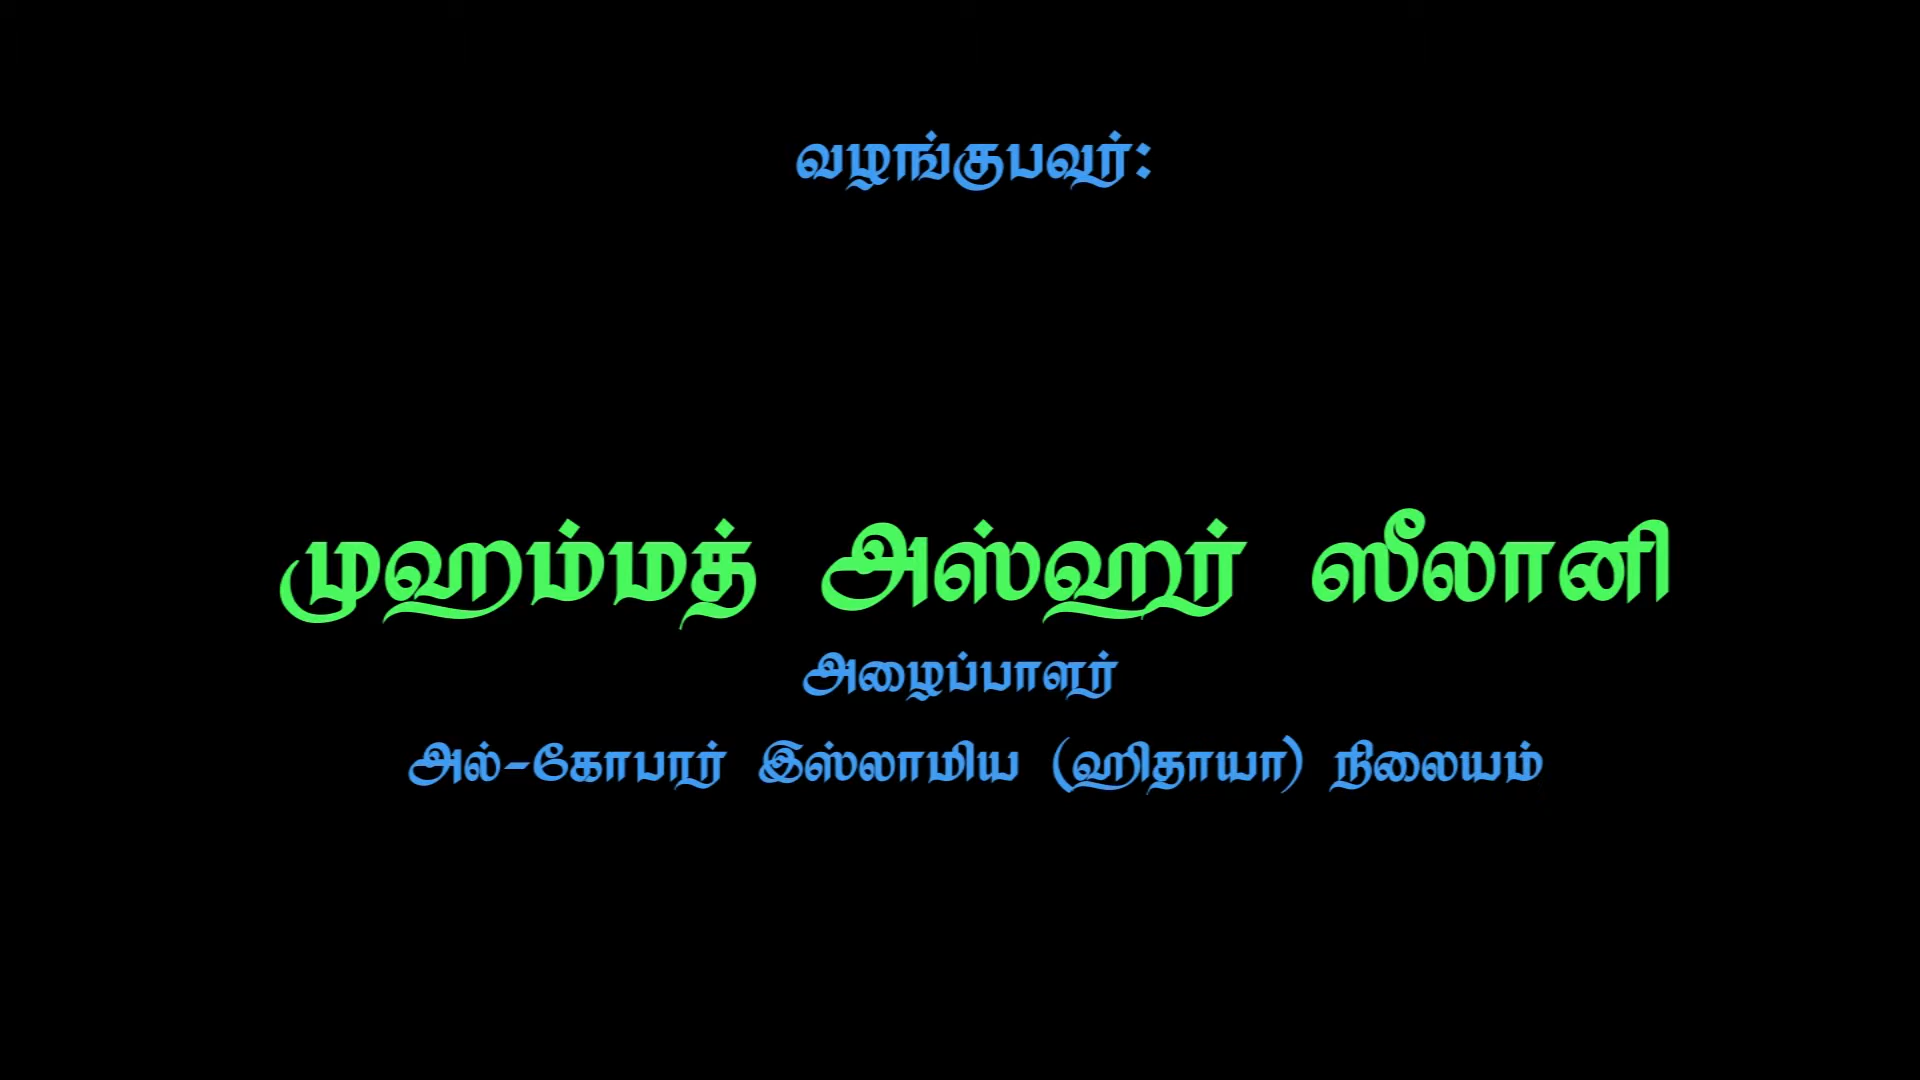 வழங்குபவர்:
முஹம்மத் அஸ்ஹர் ஸீலானி
அழைப்பாளர்
அல்-கோபார் இஸ்லாமிய (ஹிதாயா) நிலையம்